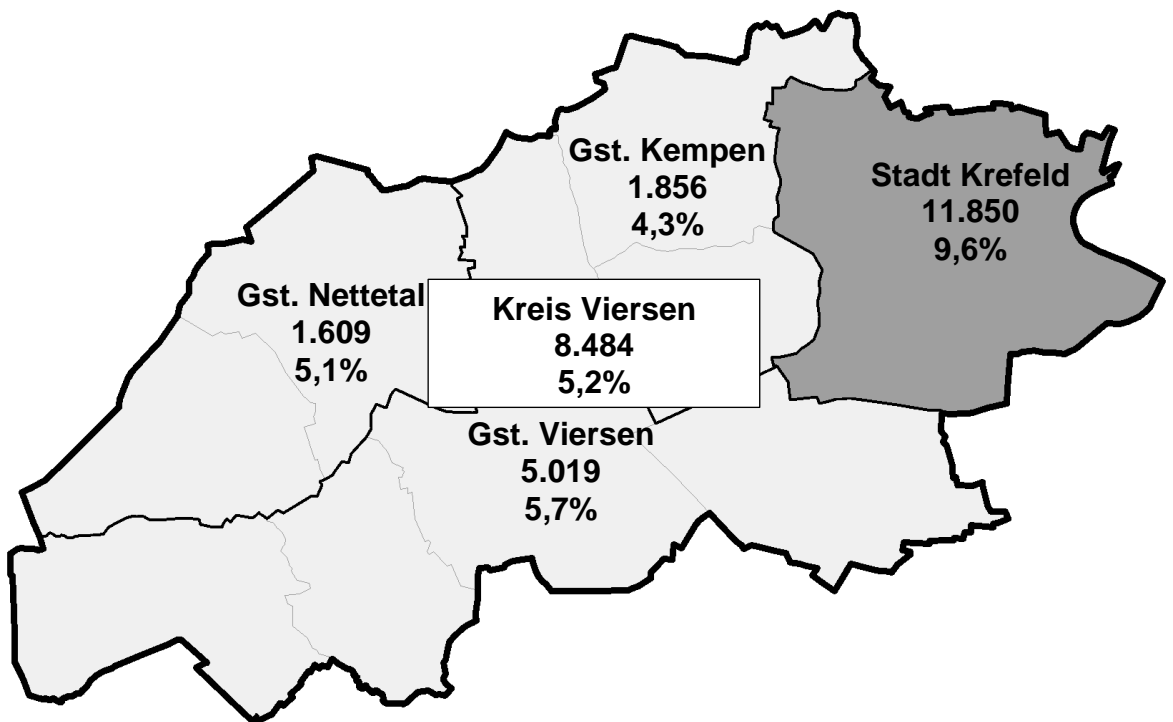 Gst. Kempen
1.856
4,3%
Stadt Krefeld
11.850
9,6%
Gst. Nettetal
1.609
5,1%
Kreis Viersen
8.484
5,2%
Gst. Viersen
5.019
5,7%